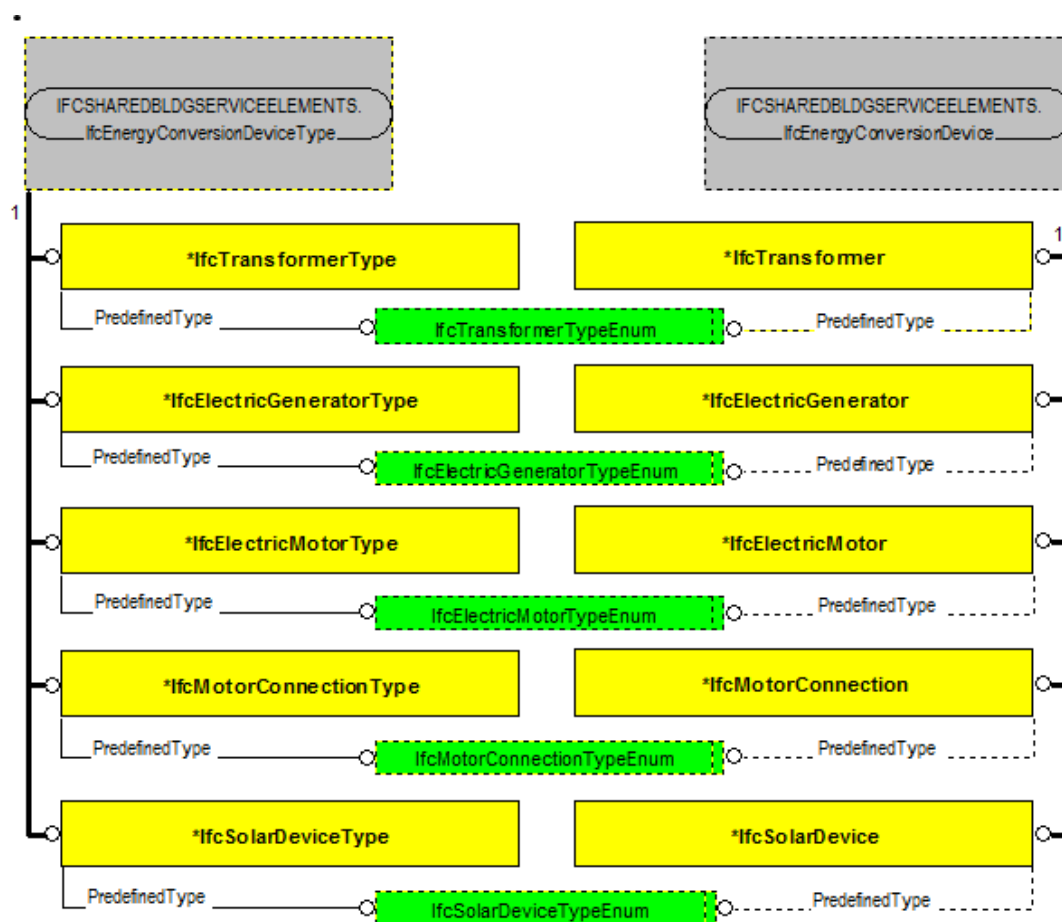 IFCSHAREDBLDGSERVICEELEMENTS.
IfcEnergyConversionDeviceType
IFCSHAREDBLDGSERVICEELEMENTS.
IfcEnergyConversionDevice
1
1
*IfcTransformerType
*IfcTransformer
PredefinedType
IfcTransformerTypeEnum
PredefinedType
*IfcElectricGeneratorType
*IfcElectricGenerator
PredefinedType
IfcElectricGeneratorTypeEnum
PredefinedType
*IfcElectricMotorType
*IfcElectricMotor
PredefinedType
IfcElectricMotorTypeEnum
PredefinedType
*IfcMotorConnectionType
*IfcMotorConnection
PredefinedType
IfcMotorConnectionTypeEnum
PredefinedType
*IfcSolarDeviceType
*IfcSolarDevice
PredefinedType
IfcSolarDeviceTypeEnum
PredefinedType